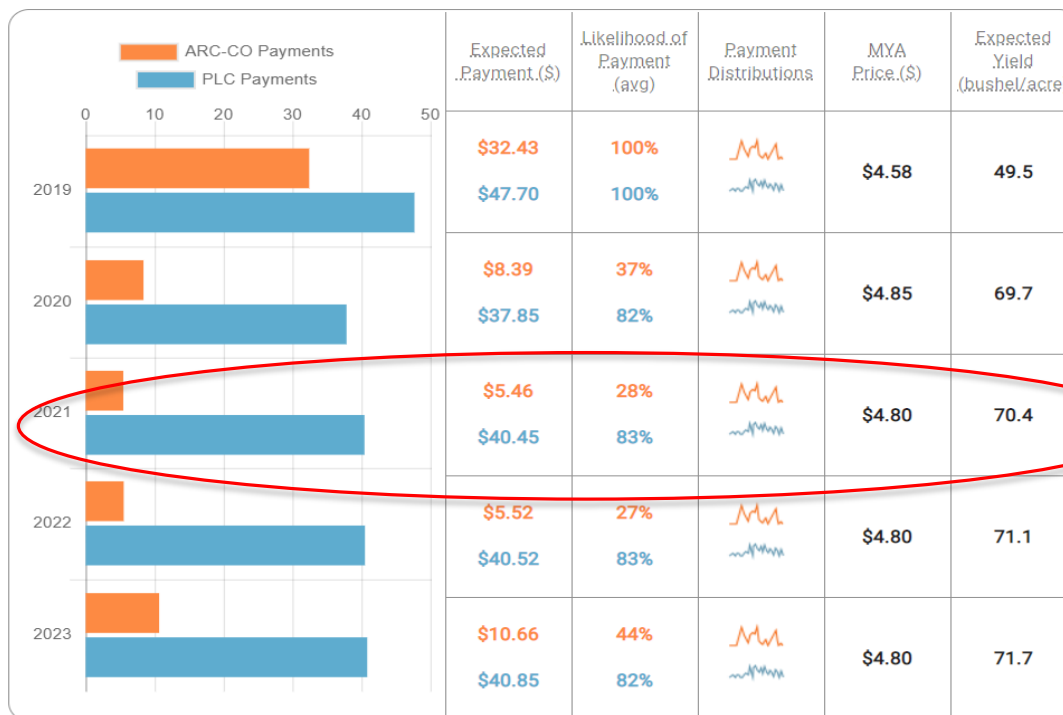 ARC-CO Payments
PLC Payments
Expected Payment ($)
Likelihood of Payment (avg)
Payment Distributions
MYA Price ($)
Expected Yield (bushel/acre
0 10 20 30 40 50
2019
$32.43 100%
$4.58 49.5
$47.70 100%
2020
$8.39 37%
$4.85 69.7
$37.85 82%
2021
$5.46 28%
$4.80 70.4
$40.45 83%
2022
$5.52 27%
$4.80 71.1
$40.52 83%
2023
$10.66 44%
$4.80 71.7
$40.85 82%